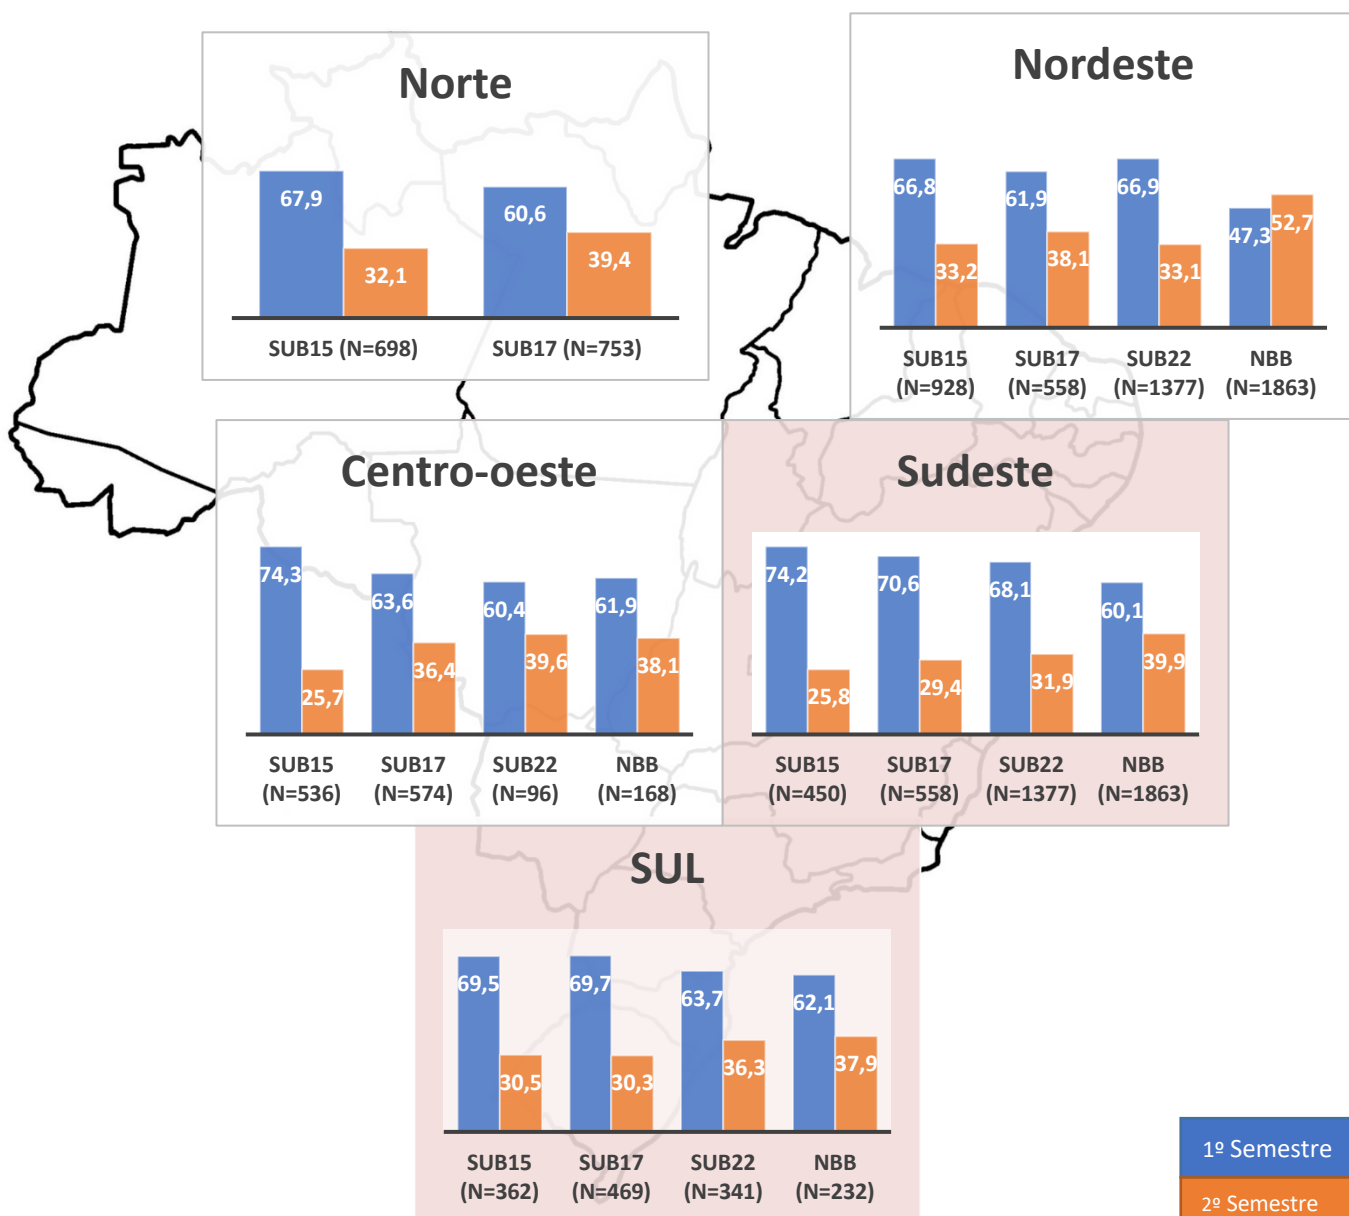 Norte
67,9
32,1
60,6
39,4
SUB15 (N=698)
SUB17 (N=753)
Nordeste
66,8
33,2
61,9
38,1
66,9
33,1
47,3
52,7
SUB15
(N=928)
SUB17
(N=558)
SUB22
(N=1377)
NBB
(N=1863)
Centro-oeste
74,3
25,7
63,6
36,4
60,4
39,6
61,9
38,1
SUB15
(N=536)
SUB17
(N=574)
SUB22
(N=96)
NBB
(N=168)
Sudeste
74,2
25,8
70,6
29,4
68,1
31,9
60,1
39,9
SUB15
(N=450)
SUB17
(N=558)
SUB22
(N=1377)
NBB
(N=1863)
SUL
69,5
30,5
69,7
30,3
63,7
36,3
62,1
37,9
SUB15
(N=362)
SUB17
(N=469)
SUB22
(N=341)
NBB
(N=232)
1º Semestre
2º Semestre